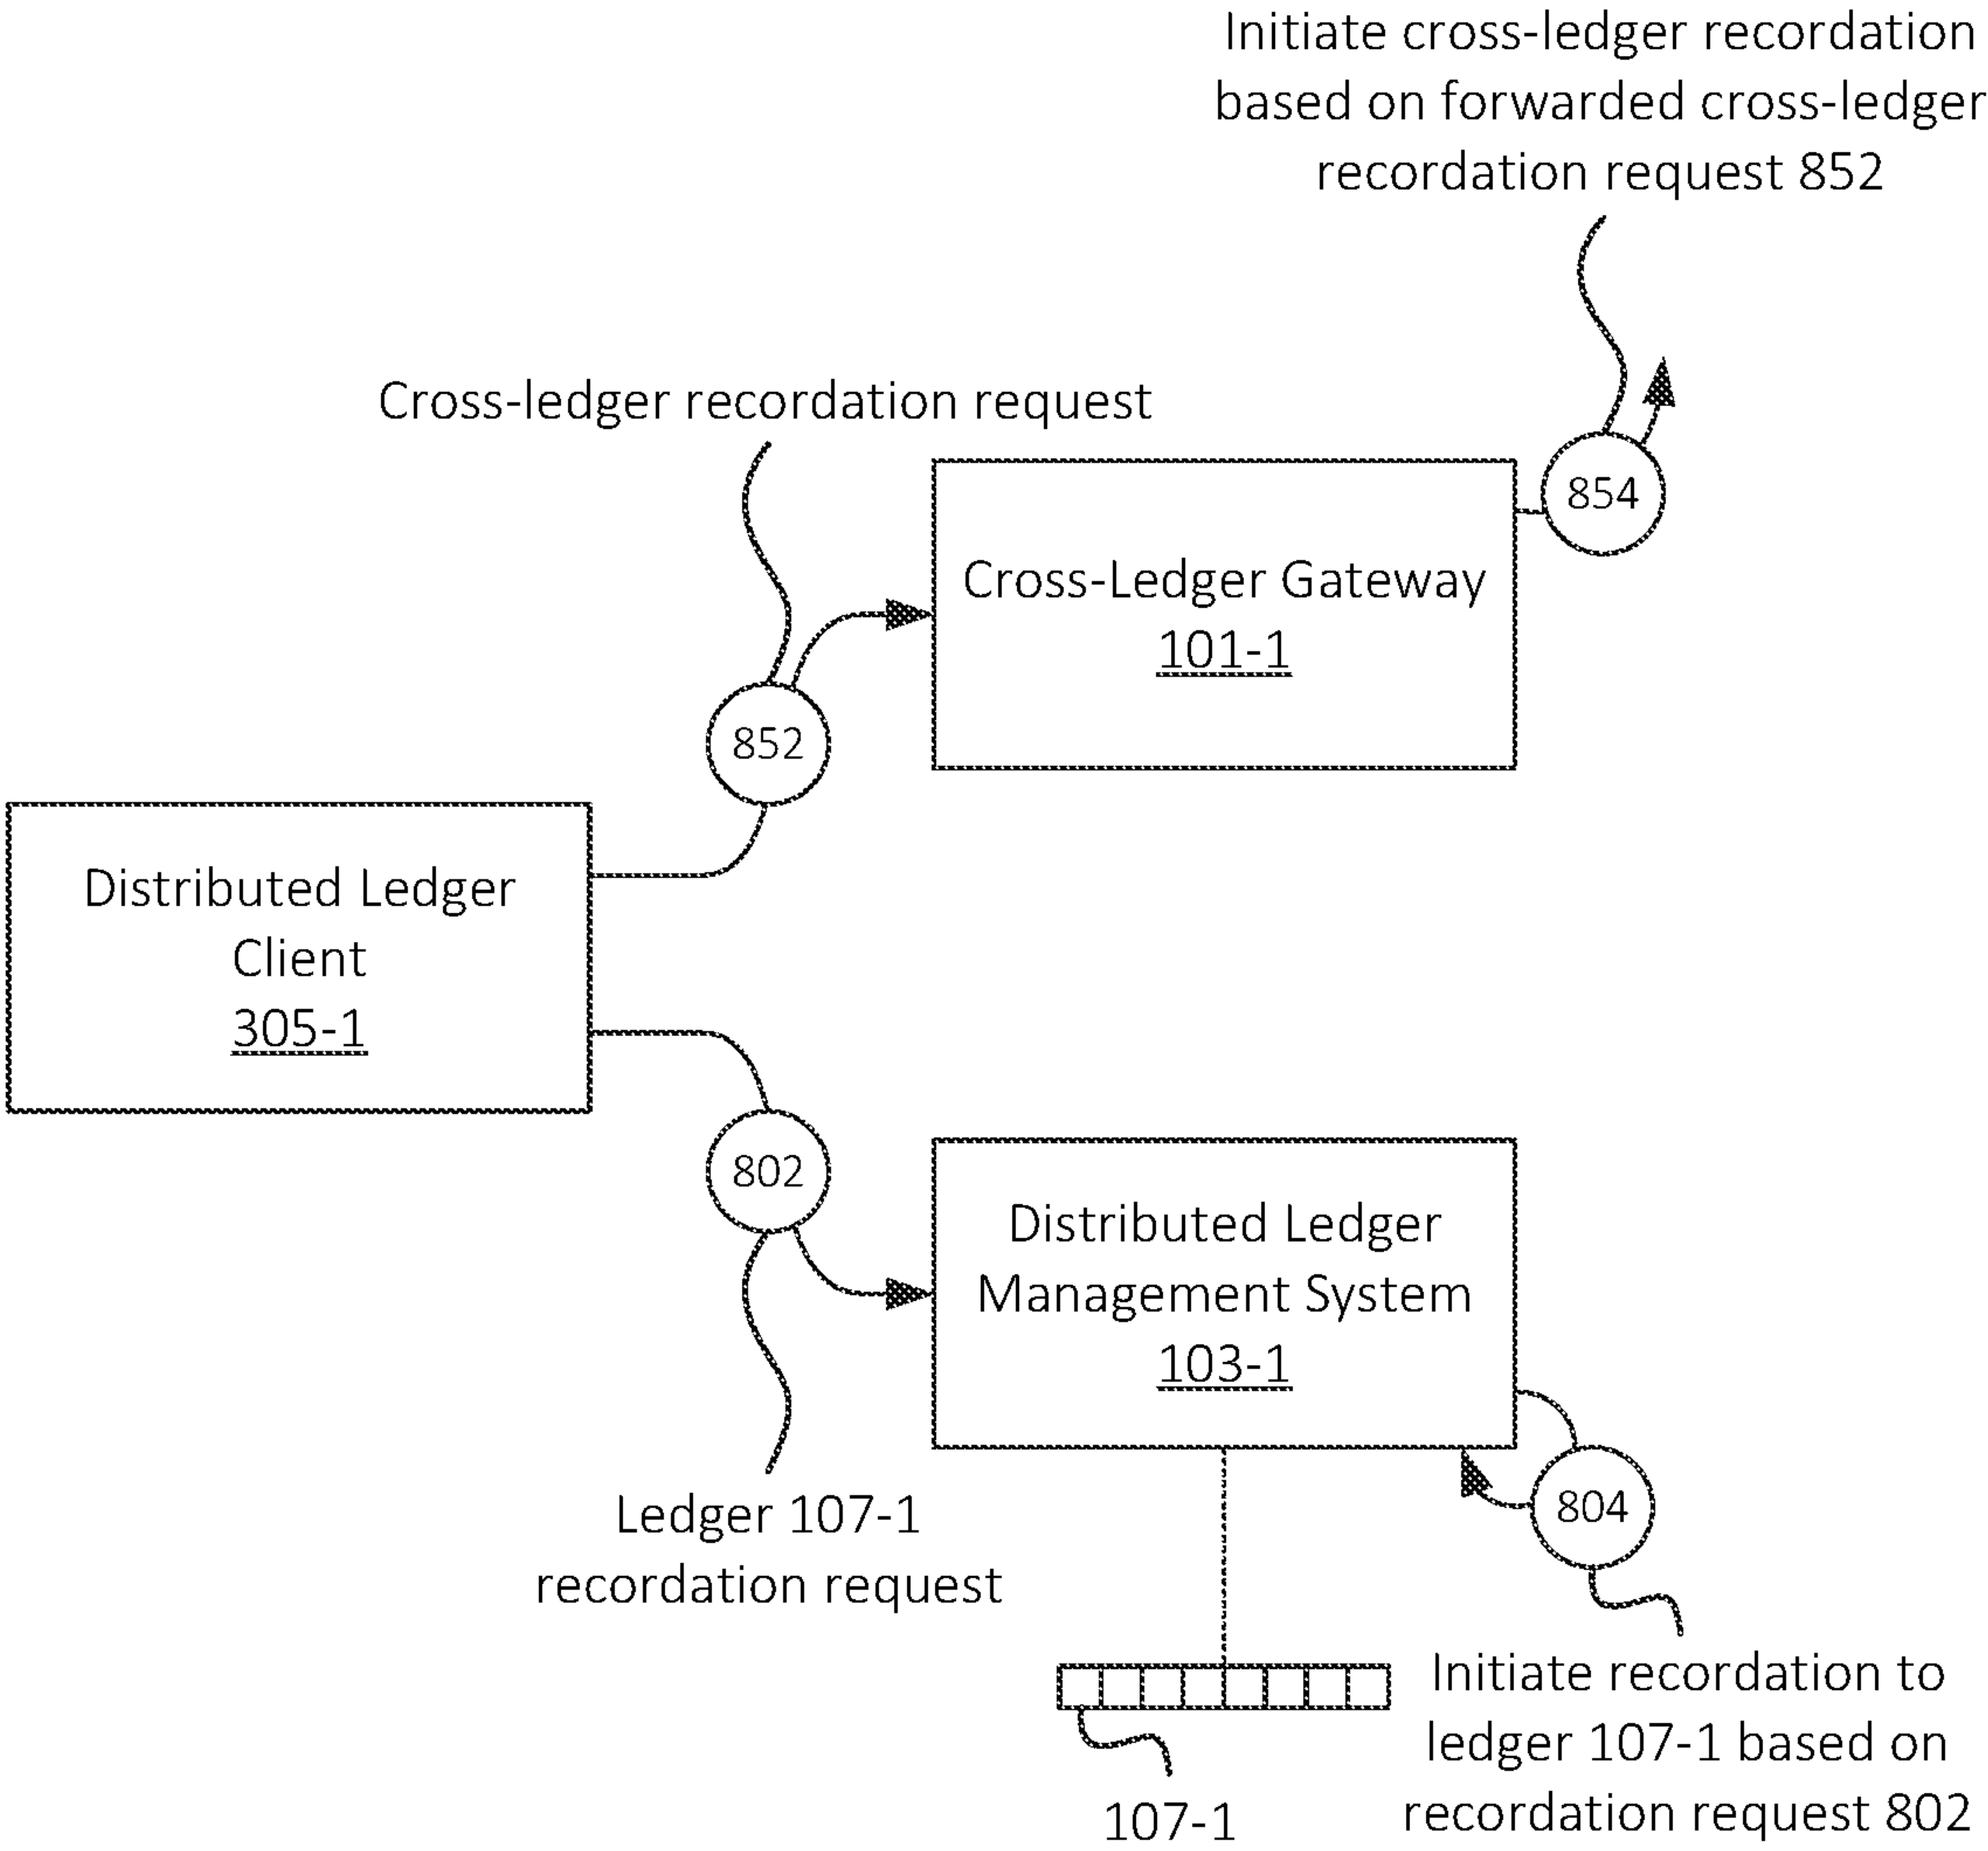 Initiate cross-ledger recordation
based on forwarded cross-ledger
recordation request 852
Cross-ledger recordation request
854
Cross-Ledger Gateway
101-1
852
Distributed Ledger
Client
305-1
802
Distributed Ledger
Management System
103-1
Ledger 107-1
recordation request
804
Initiate recordation to
ledger 107-1 based on
recordation request 802
107-1